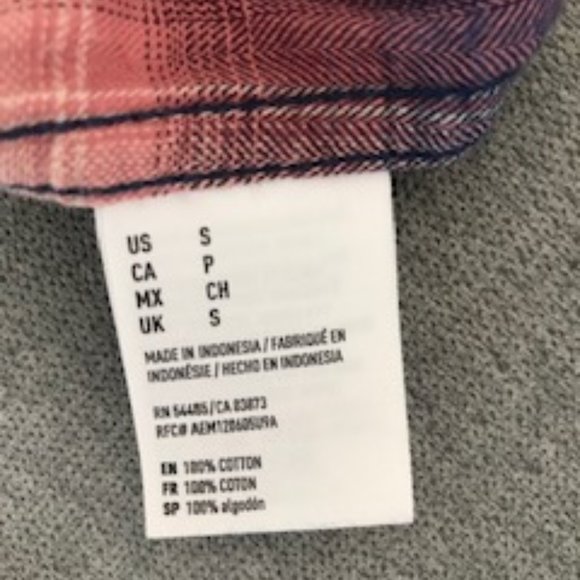 US S
CA P
MX CH
UK S
MADE IN INDONESIA / FABRIQUÉ EN
INDONÉSIE / HECHO EN INDONESIA
RN 54485/CA 03873
RFC# AEM120605U9A
EN 100% COTTON
FR 100% COTON
SP 100% algodón